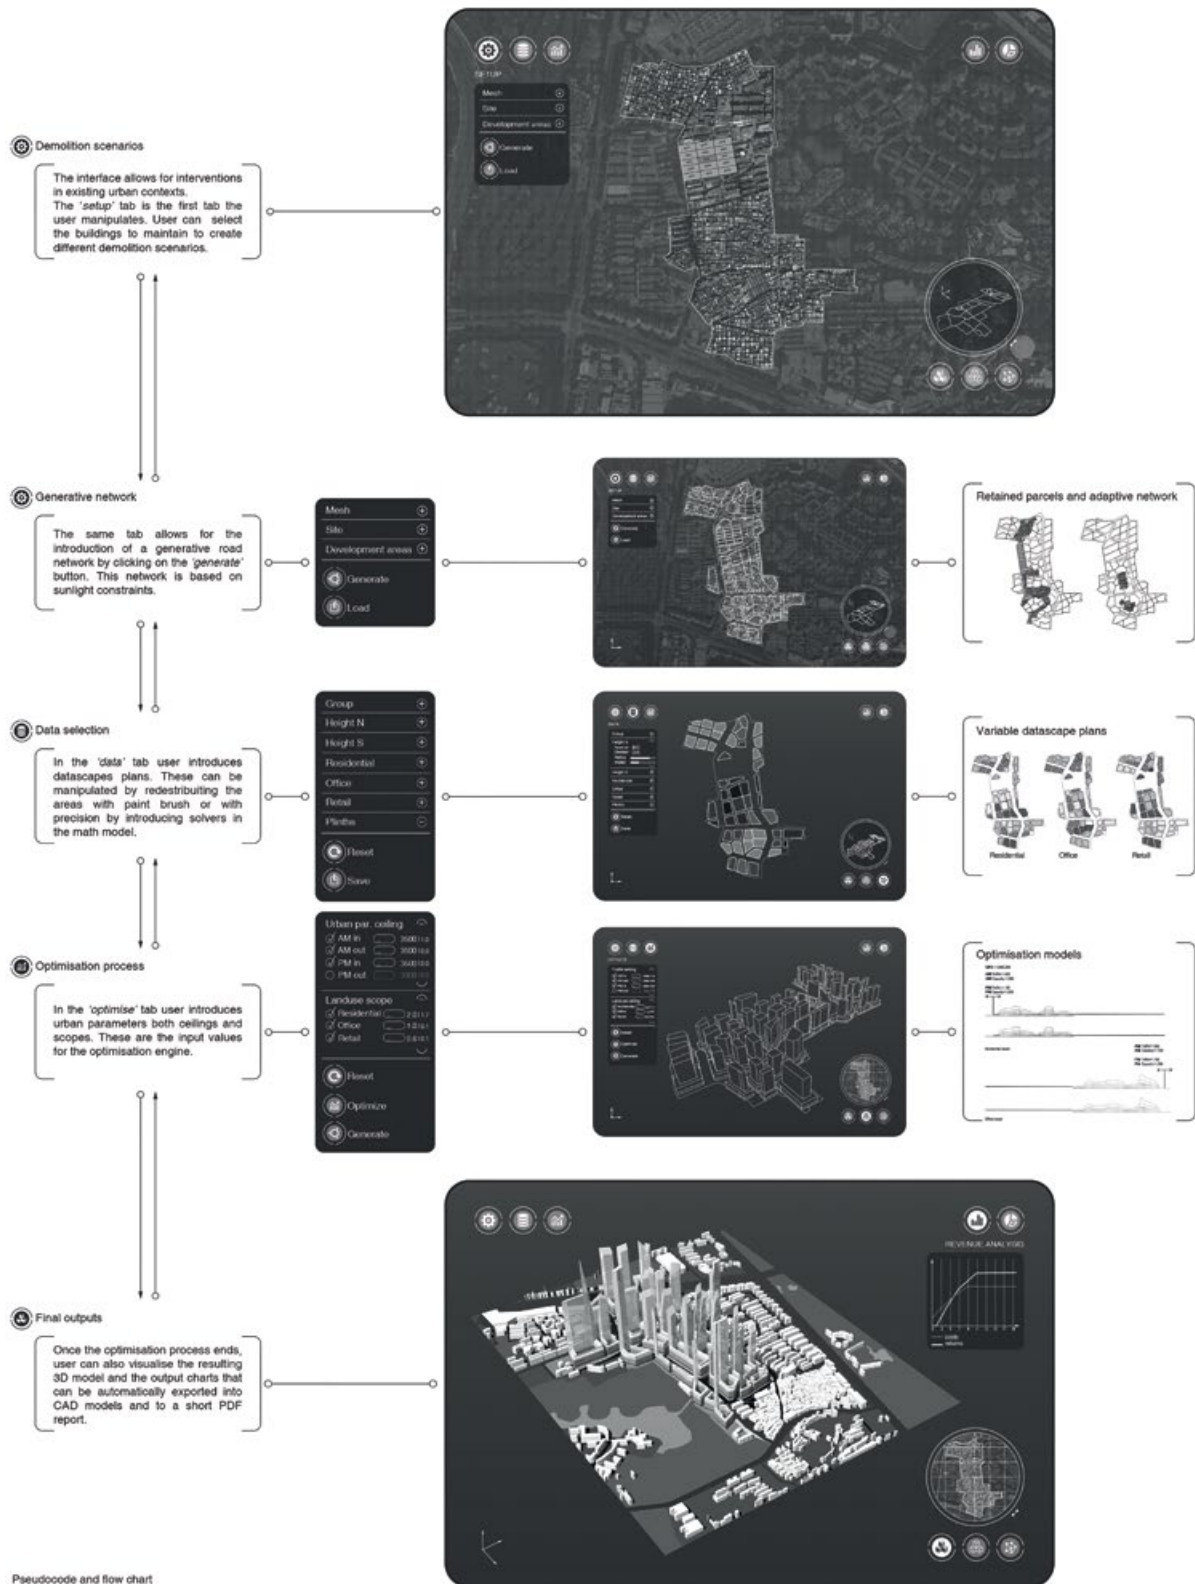 SETUP
Mesh
Site
Development areas
Generate
Load
Demolition scenarios
The interface allows for interventions
in existing urban contexts.
The 'setup' tab is the first tab the
user manipulates. User can select
the buildings to maintain to create
different demolition scenarios.
Generative network
The same tab allows for the
introduction of a generative road
network by clicking on the 'generate'
button. This network is based on
sunlight constraints.
Mesh
Site
Development areas
Generate
Load
Mesh
Site
Development areas
Generate
Load
Retained parcels and adaptive network
Data selection
In the 'data' tab user introduces
datascapes plans. These can be
manipulated by redestribuiting the
areas with paint brush or with
precision by introducing solvers in
the math model.
Group
Height N
Height S
Residential
Office
Retail
Plinths
Reset
Save
Variable datascape plans
Residential
Office
Retail
Optimisation process
In the 'optimise' tab user introduces
urban parameters both ceilings and
scopes. These are the input values
for the optimisation engine.
Urban par. ceiling
AM in
AM out
PM in
PM out
Landuse scope
Residential
Office
Retail
Reset
Optimize
Generate
Optimisation models
Final outputs
Once the optimisation process ends,
user can also visualise the resulting
3D model and the output charts that
can be automatically exported into
CAD models and to a short PDF
report.
REVENUE ANALYSIS
costs
returns
Pseudocode and flow chart